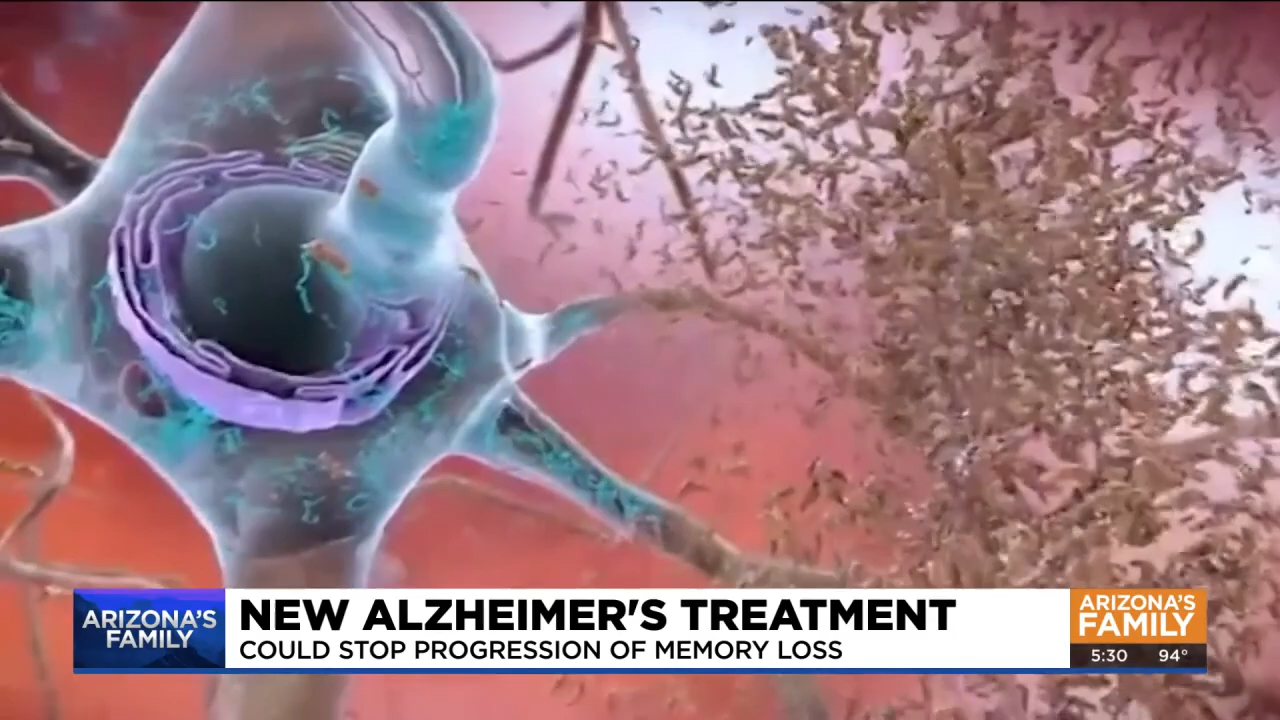 ARIZONA'S
FAMILY
NEW ALZHEIMER'S TREATMENT
COULD STOP PROGRESSION OF MEMORY LOSS
ARIZONA'S
FAMILY
5:30 94°